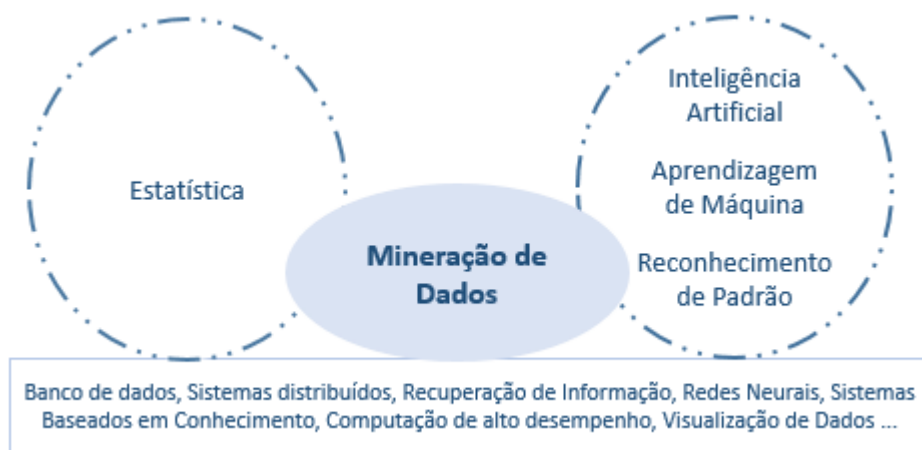 Estatística
Inteligência
Artificial
Aprendizagem
de Máquina
Reconhecimento
de Padrão
Mineração de
Dados
Banco de dados, Sistemas distribuídos, Recuperação de Informação, Redes Neurais, Sistemas
Baseados em Conhecimento, Computação de alto desempenho, Visualização de Dados ...